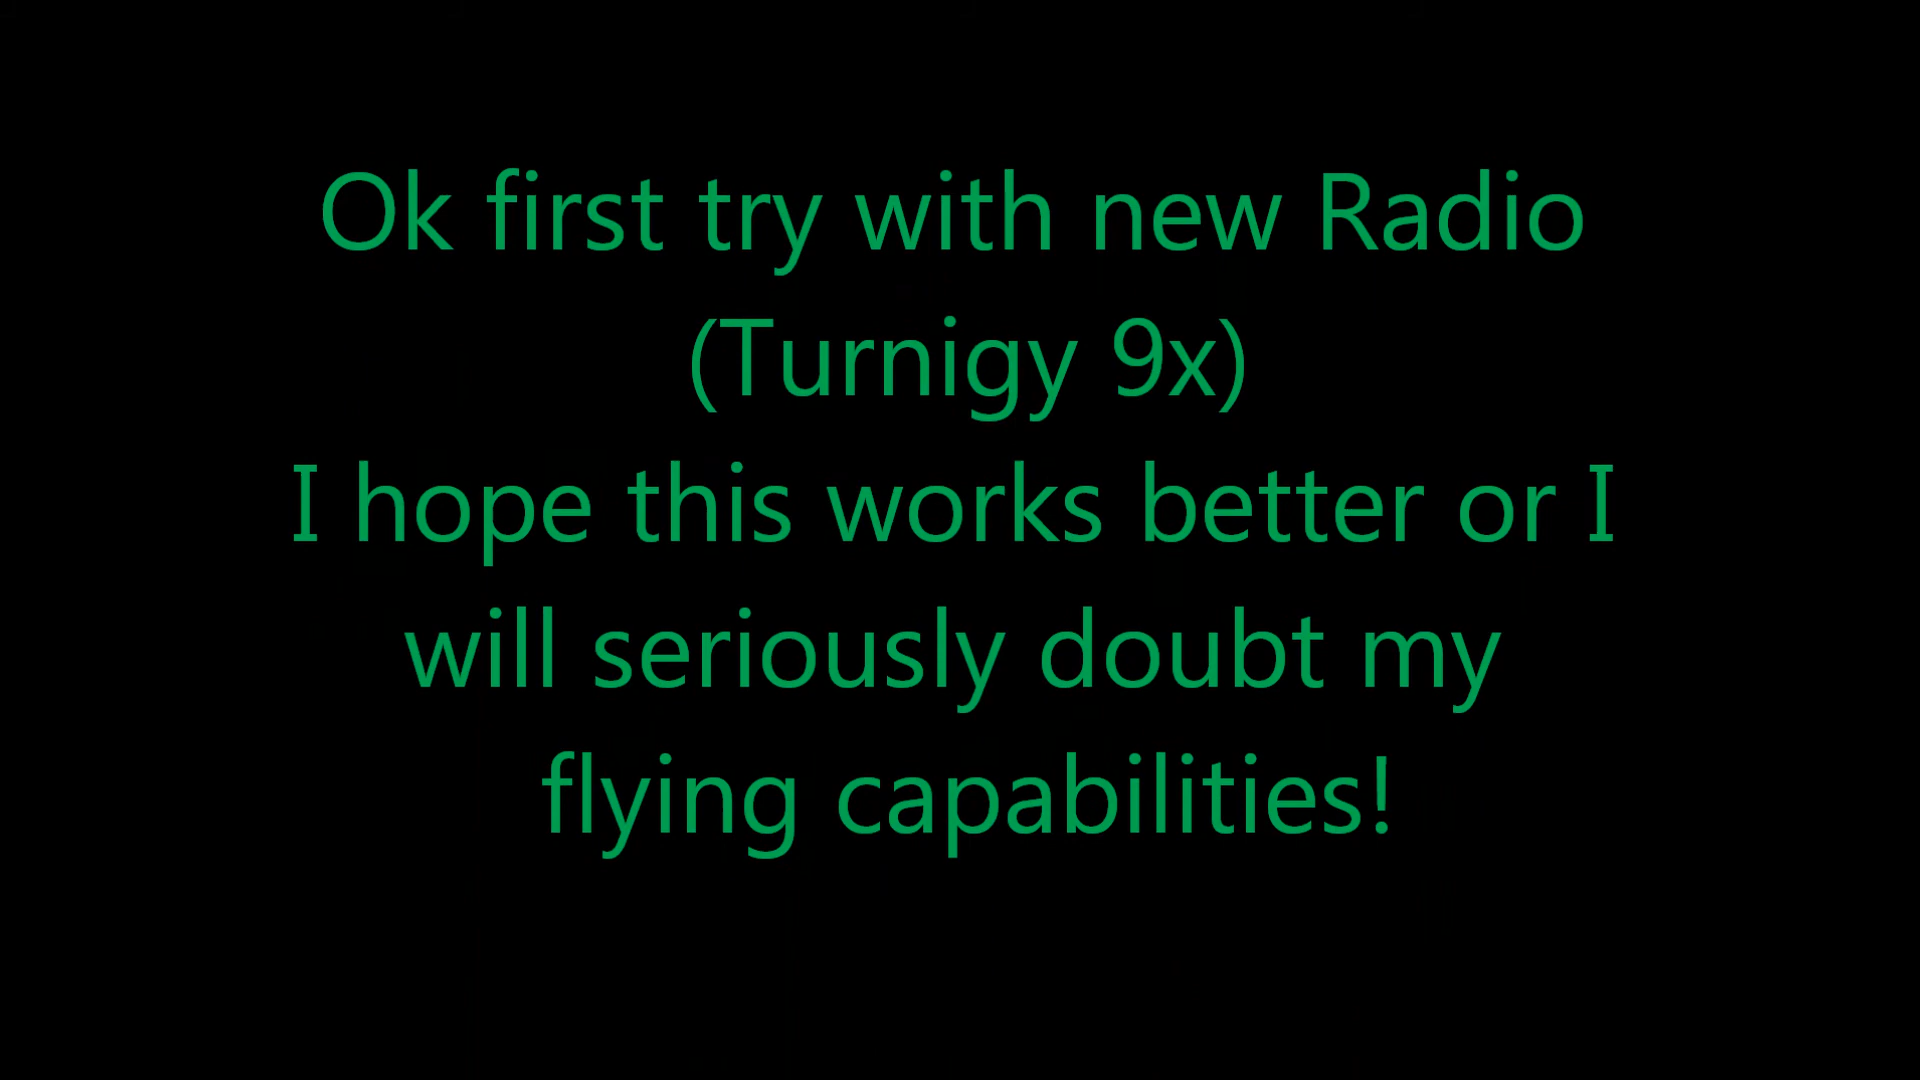 Ok first try with new Radio
(Turnigy 9x)
I hope this works better or I
will seriously doubt my
flying capabilities!